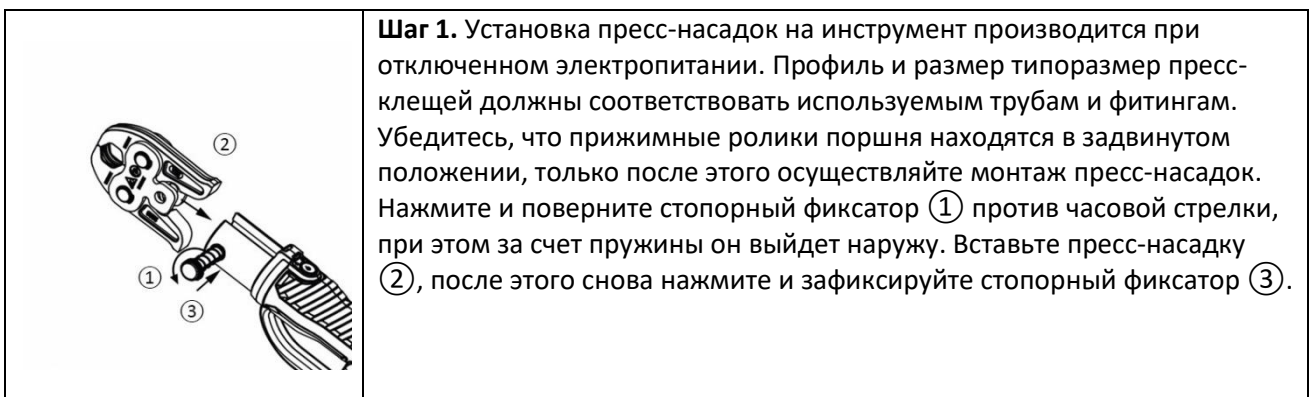 Шаг 1. Установка пресс-насадок на инструмент производится при
отключенном электропитании. Профиль и размер типоразмер пресс-
клещей должны соответствовать используемым трубам и фитингам.
Убедитесь, что прижимные ролики поршня находятся в задвинутом
положении, только после этого осуществляйте монтаж пресс-насадок.
Нажмите и поверните стопорный фиксатор ① против часовой стрелки,
при этом за счет пружины он выйдет наружу. Вставьте пресс-насадку
②, после этого снова нажмите и зафиксируйте стопорный фиксатор ③.
②
①
③